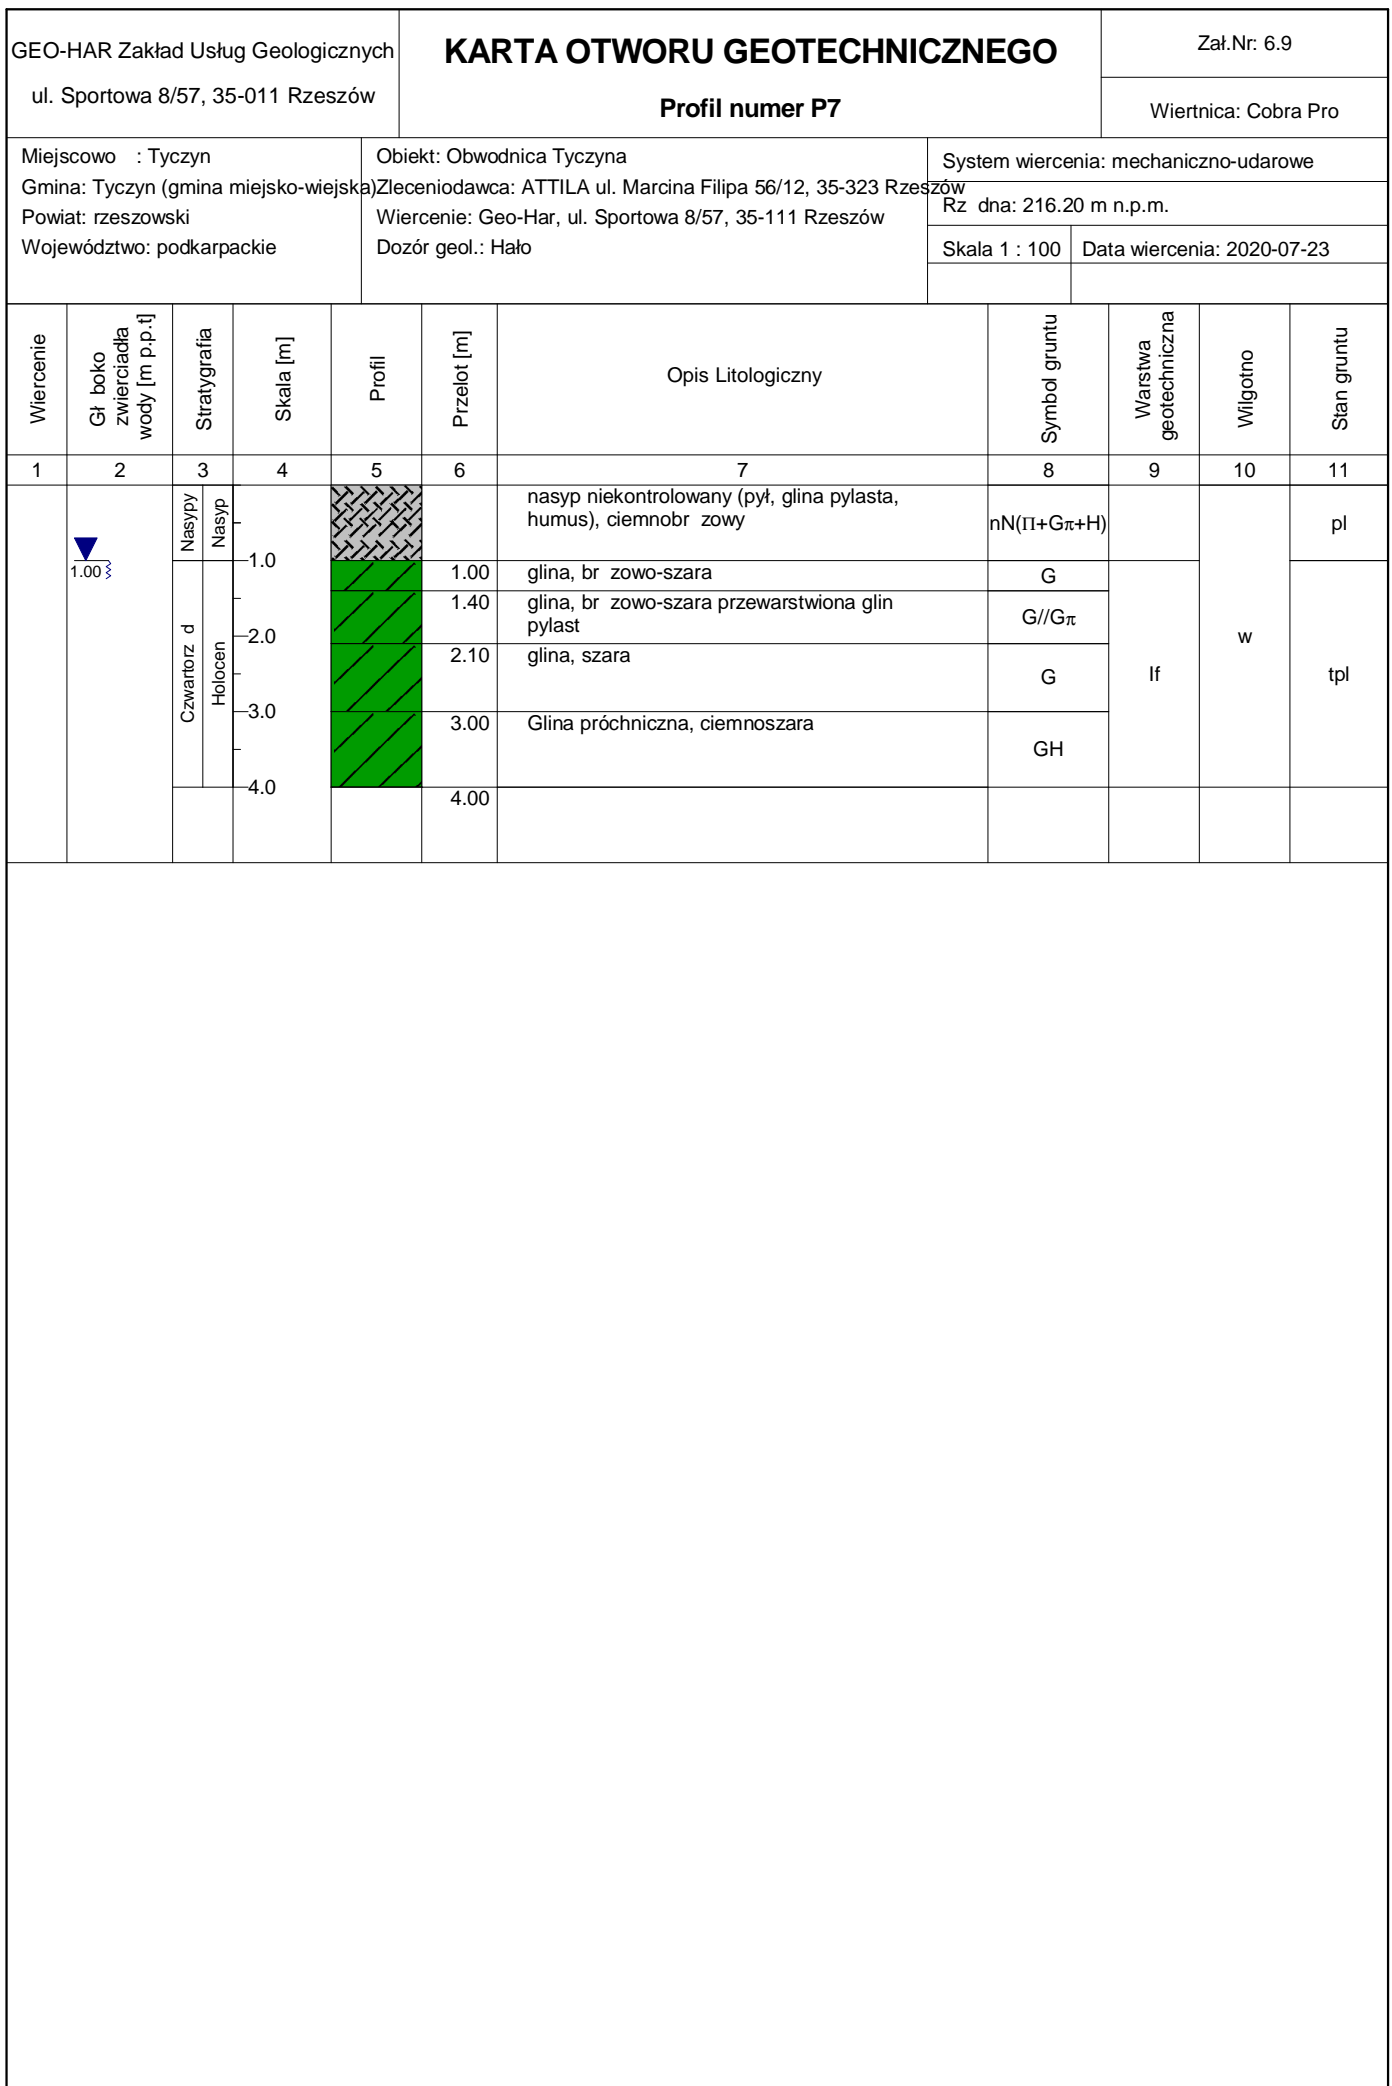 GEO-HAR Zakład Usług Geologicznych
ul. Sportowa 8/57, 35-011 Rzeszów
KARTA OTWORU GEOTECHNICZNEGO
Profil numer P7
Zał.Nr: 6.9
Wiertnica: Cobra Pro
Miejscowo : Tyczyn
Gmina: Tyczyn (gmina miejsko-wiejska)
Powiat: rzeszowski
Województwo: podkarpackie
Obiekt: Obwodnica Tyczyna
Zleceniodawca: ATTILA ul. Marcina Filipa 56/12, 35-323 Rzeszów
Wiercenie: Geo-Har, ul. Sportowa 8/57, 35-111 Rzeszów
Dozór geol.: Hało
System wiercenia: mechaniczno-udarowe
Rz dna: 216.20 m n.p.m.
Skala 1 : 100
Data wiercenia: 2020-07-23
Wiercenie
Gł boko
zwierciadła
wody [m p.p.t]
Stratygrafia
Skala [m]
Profil
Przelot [m]
Opis Litologiczny
Symbol gruntu
Warstwa
geotechniczna
Wilgotno
Stan gruntu
1 2 3 4 5 6 7 8 9 10 11
Nasypy
Nasyp
nasyp niekontrolowany (pył, glina pylasta,
humus), ciemnobr zowy
nN(Π+Gπ+H)
pl
1.00
1.0
1.00 glina, br zowo-szara G
1.40 glina, br zowo-szara przewarstwiona glin
pylast
G//Gπ
2.0
Czwartorz d
Holocen
2.10 glina, szara
G
If
w
tpl
3.0
3.00 Glina próchniczna, ciemnoszara
GH
4.0
4.00